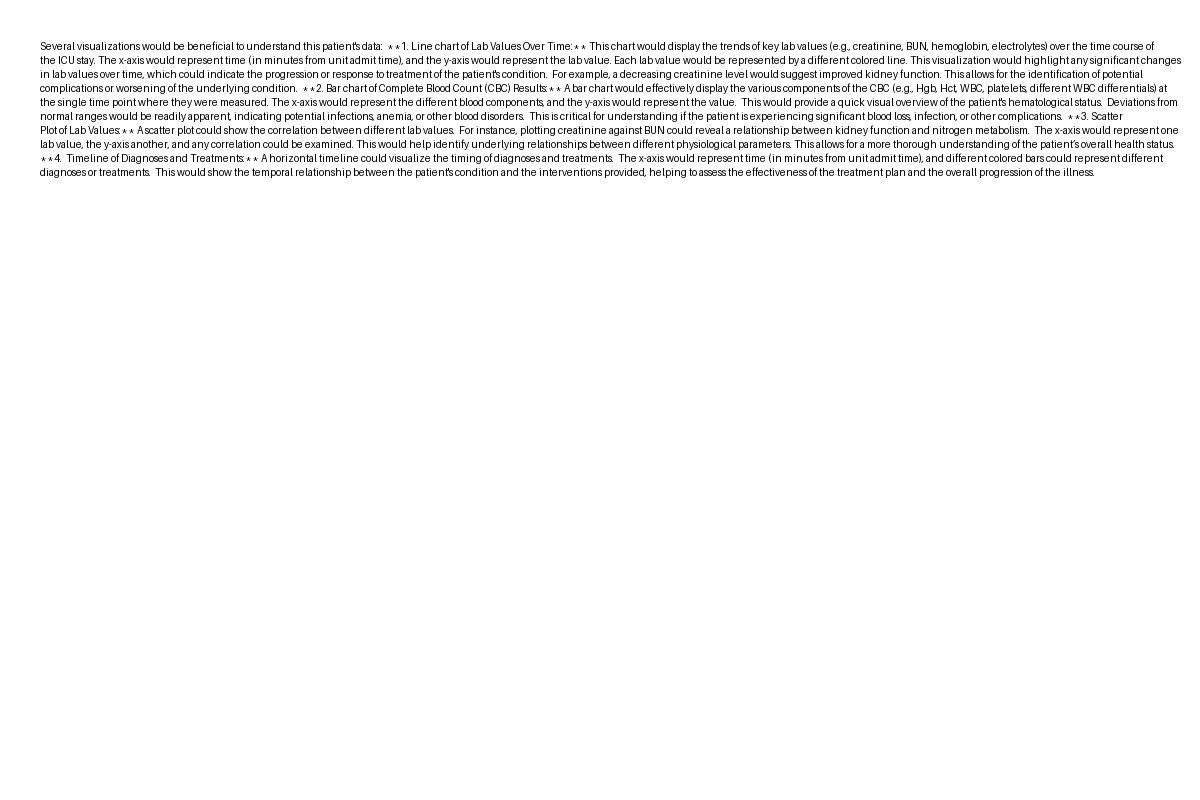 Several visualizations would be beneficial to understand this patient's data:  **1. Line chart of Lab Values Over Time:** This chart would display the trends of key lab values (e.g., creatinine, BUN, hemoglobin, electrolytes) over the time course of
the ICU stay. The x-axis would represent time (in minutes from unit admit time), and the y-axis would represent the lab value. Each lab value would be represented by a different colored line. This visualization would highlight any significant changes
in lab values over time, which could indicate the progression or response to treatment of the patient's condition.  For example, a decreasing creatinine level would suggest improved kidney function. This allows for the identification of potential
complications or worsening of the underlying condition.  **2. Bar chart of Complete Blood Count (CBC) Results:** A bar chart would effectively display the various components of the CBC (e.g., Hgb, Hct, WBC, platelets, different WBC differentials) at
the single time point where they were measured. The x-axis would represent the different blood components, and the y-axis would represent the value.  This would provide a quick visual overview of the patient's hematological status.  Deviations from
normal ranges would be readily apparent, indicating potential infections, anemia, or other blood disorders.  This is critical for understanding if the patient is experiencing significant blood loss, infection, or other complications.  **3. Scatter
Plot of Lab Values:** A scatter plot could show the correlation between different lab values.  For instance, plotting creatinine against BUN could reveal a relationship between kidney function and nitrogen metabolism.  The x-axis would represent one
lab value, the y-axis another, and any correlation could be examined. This would help identify underlying relationships between different physiological parameters. This allows for a more thorough understanding of the patient's overall health status.
**4.  Timeline of Diagnoses and Treatments:** A horizontal timeline could visualize the timing of diagnoses and treatments.  The x-axis would represent time (in minutes from unit admit time), and different colored bars could represent different
diagnoses or treatments.  This would show the temporal relationship between the patient's condition and the interventions provided, helping to assess the effectiveness of the treatment plan and the overall progression of the illness.